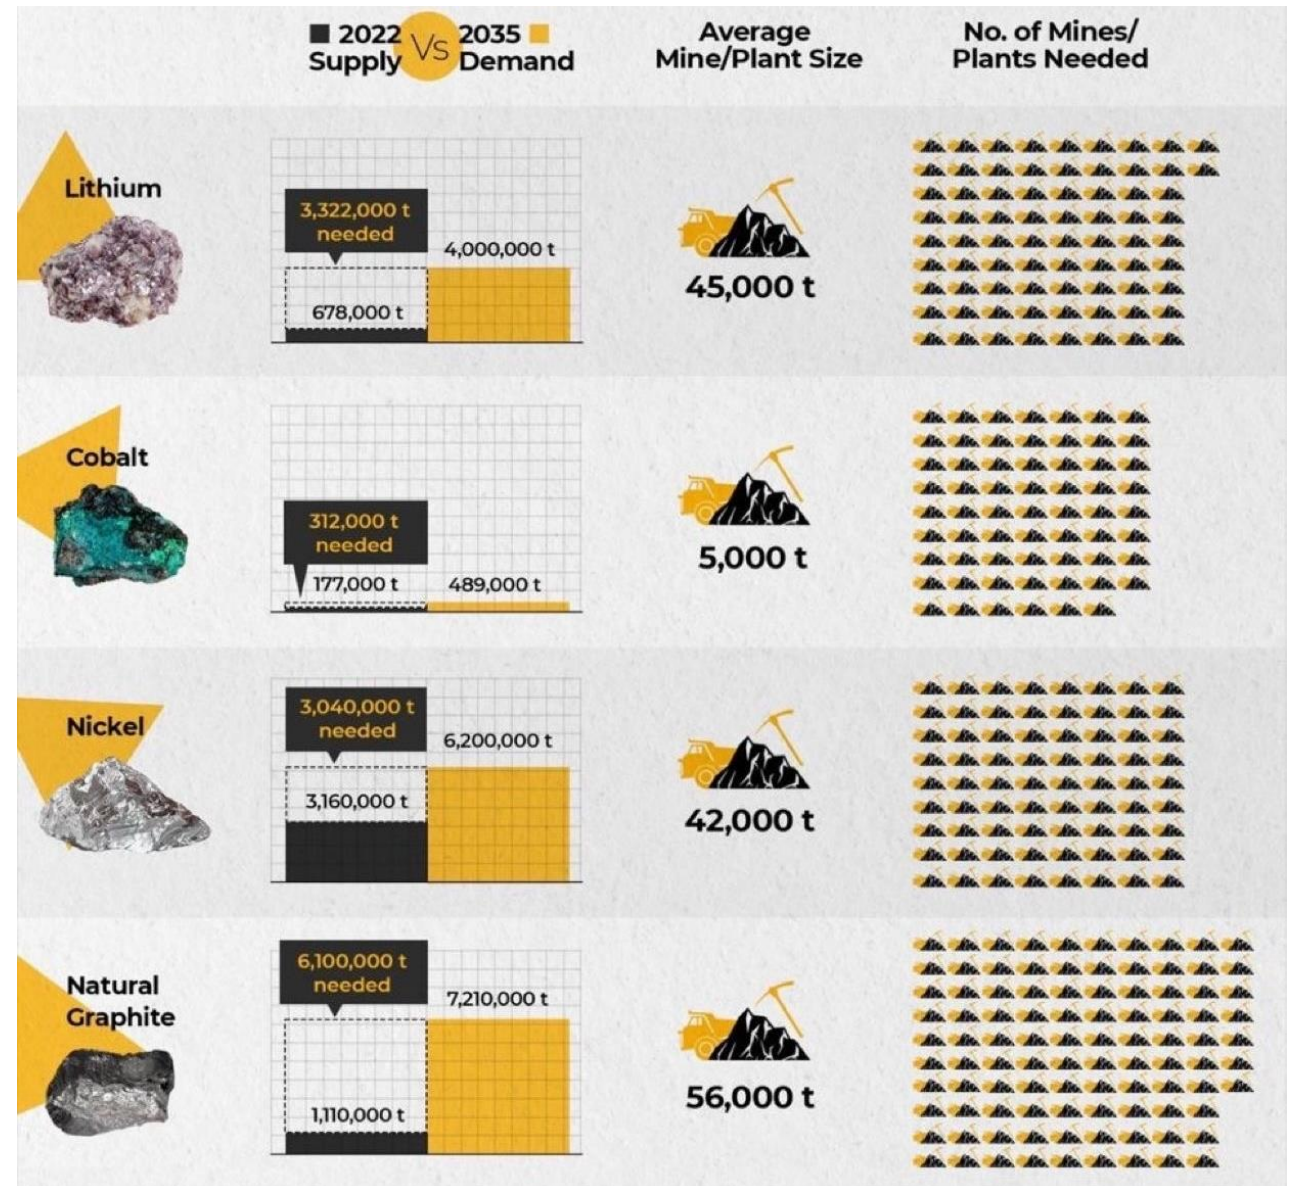 2022 Supply
Vs
2035 Demand
Average
Mine/Plant Size
No. of Mines/
Plants Needed
Lithium
3,322,000 t
needed
4,000,000 t
678,000 t
45,000 t
Cobalt
312,000 t
needed
177,000 t
489,000 t
5,000 t
Nickel
3,040,000 t
needed
6,200,000 t
3,160,000 t
42,000 t
Natural
Graphite
6,100,000 t
needed
7,210,000 t
1,110,000 t
56,000 t